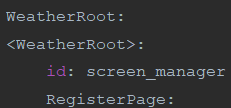 WeatherRoot:
<WeatherRoot>:
    id: screen_manager
    RegisterPage: